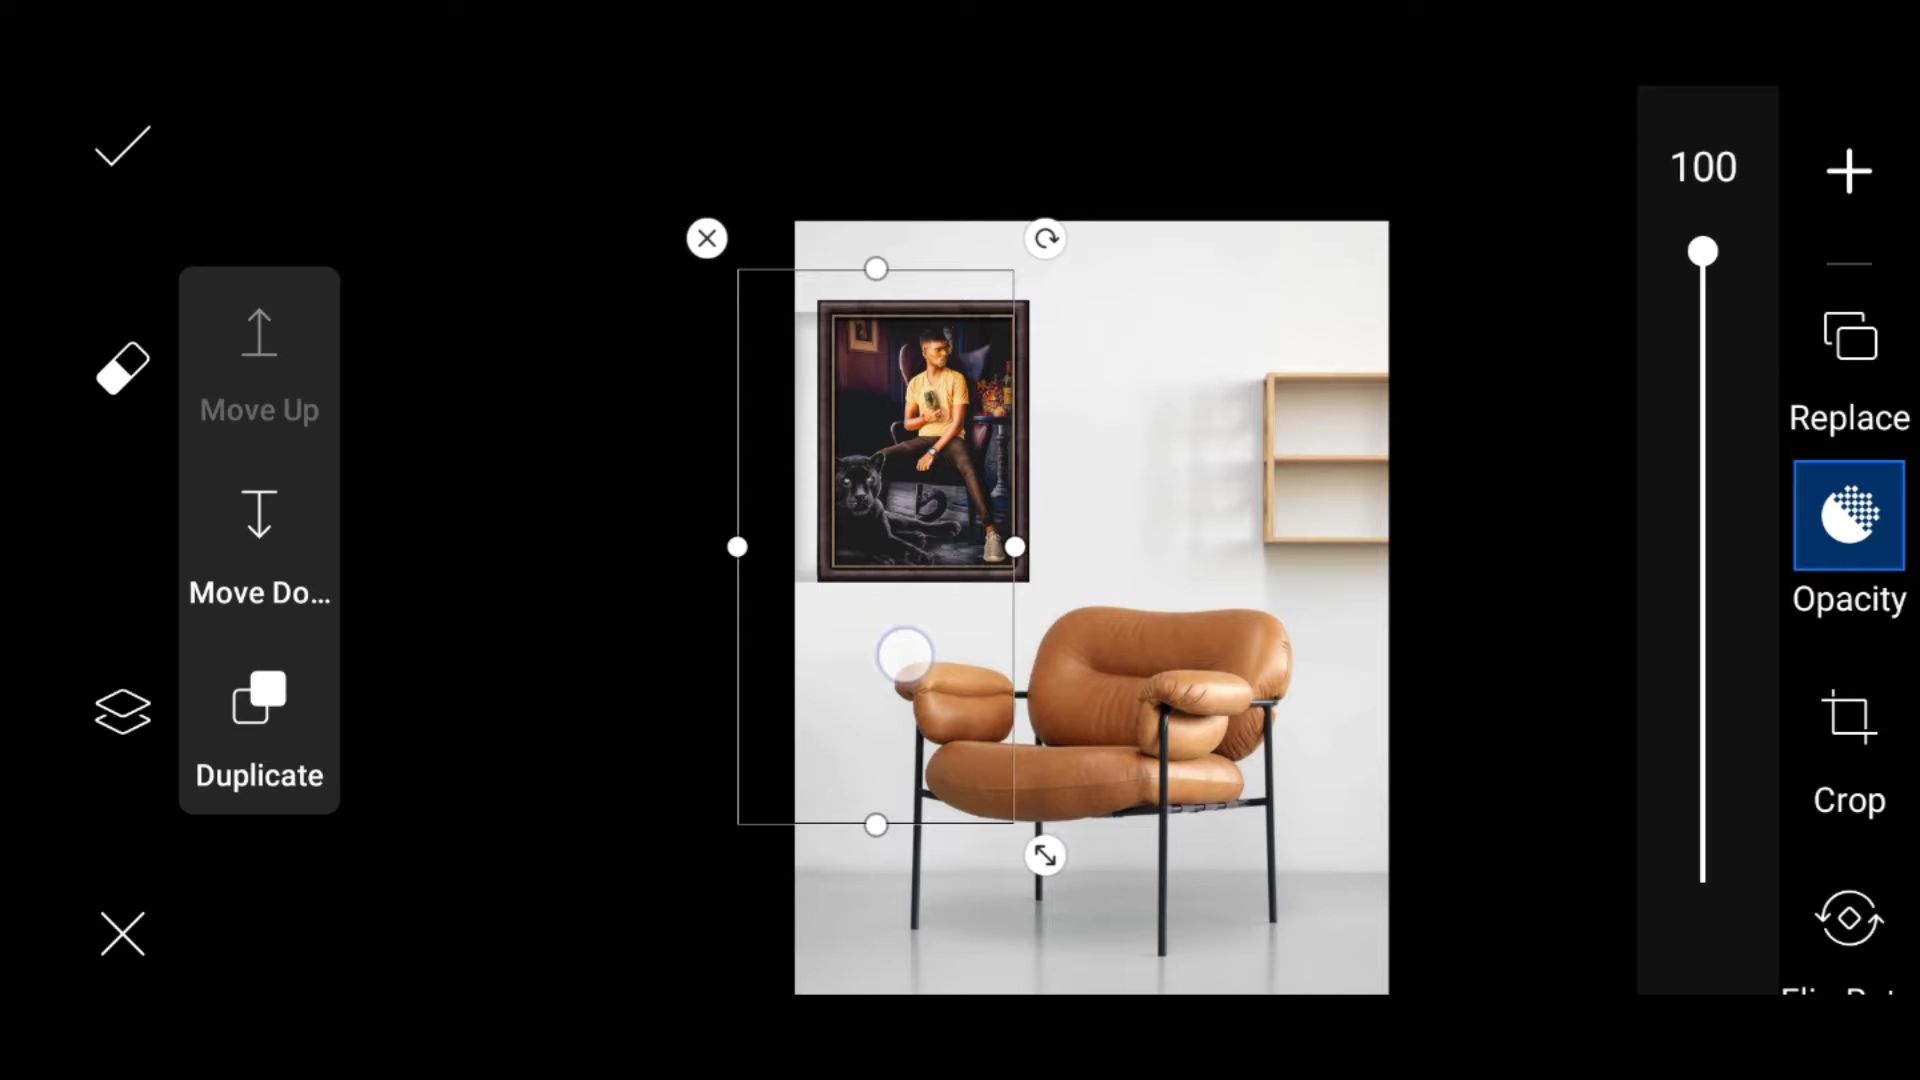 100
Move Up
Replace
Move Do...
Opacity
Duplicate
Crop